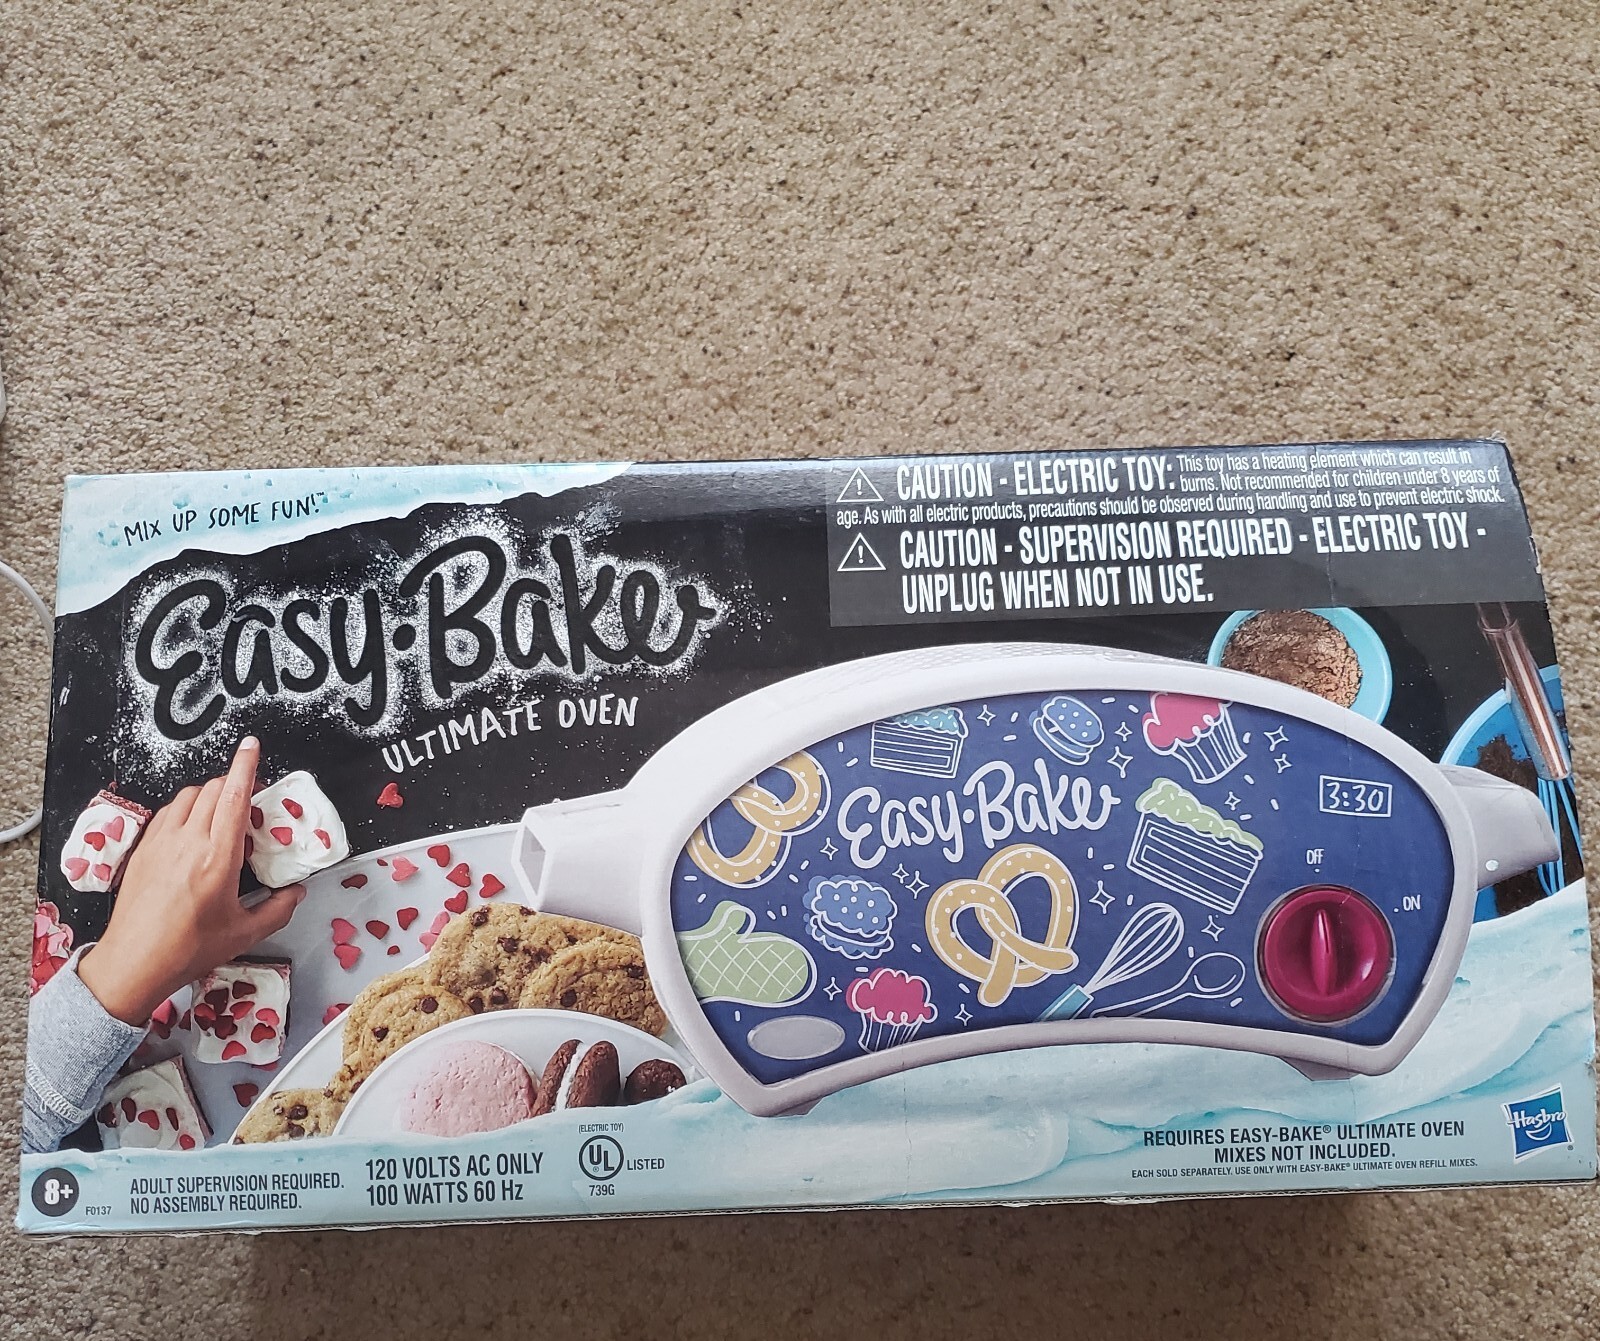 MIX UP SOME FUN!™
Easy·Bake
ULTIMATE OVEN
CAUTION - ELECTRIC TOY: This toy has a heating element which can result in
burns. Not recommended for children under 8 years of
age. As with all electric products, precautions should be observed during handling and use to prevent electric shock.
CAUTION - SUPERVISION REQUIRED - ELECTRIC TOY -
UNPLUG WHEN NOT IN USE.
Easy·Bake
3:30
OFF
. ON
8+
F0137
ADULT SUPERVISION REQUIRED.
NO ASSEMBLY REQUIRED.
120 VOLTS AC ONLY
100 WATTS 60 Hz
(ELECTRIC TOY)
UL LISTED
739G
REQUIRES EASY-BAKE® ULTIMATE OVEN
MIXES NOT INCLUDED.
EACH SOLD SEPARATELY. USE ONLY WITH EASY-BAKE® ULTIMATE OVEN REFILL MIXES.
Hasbro